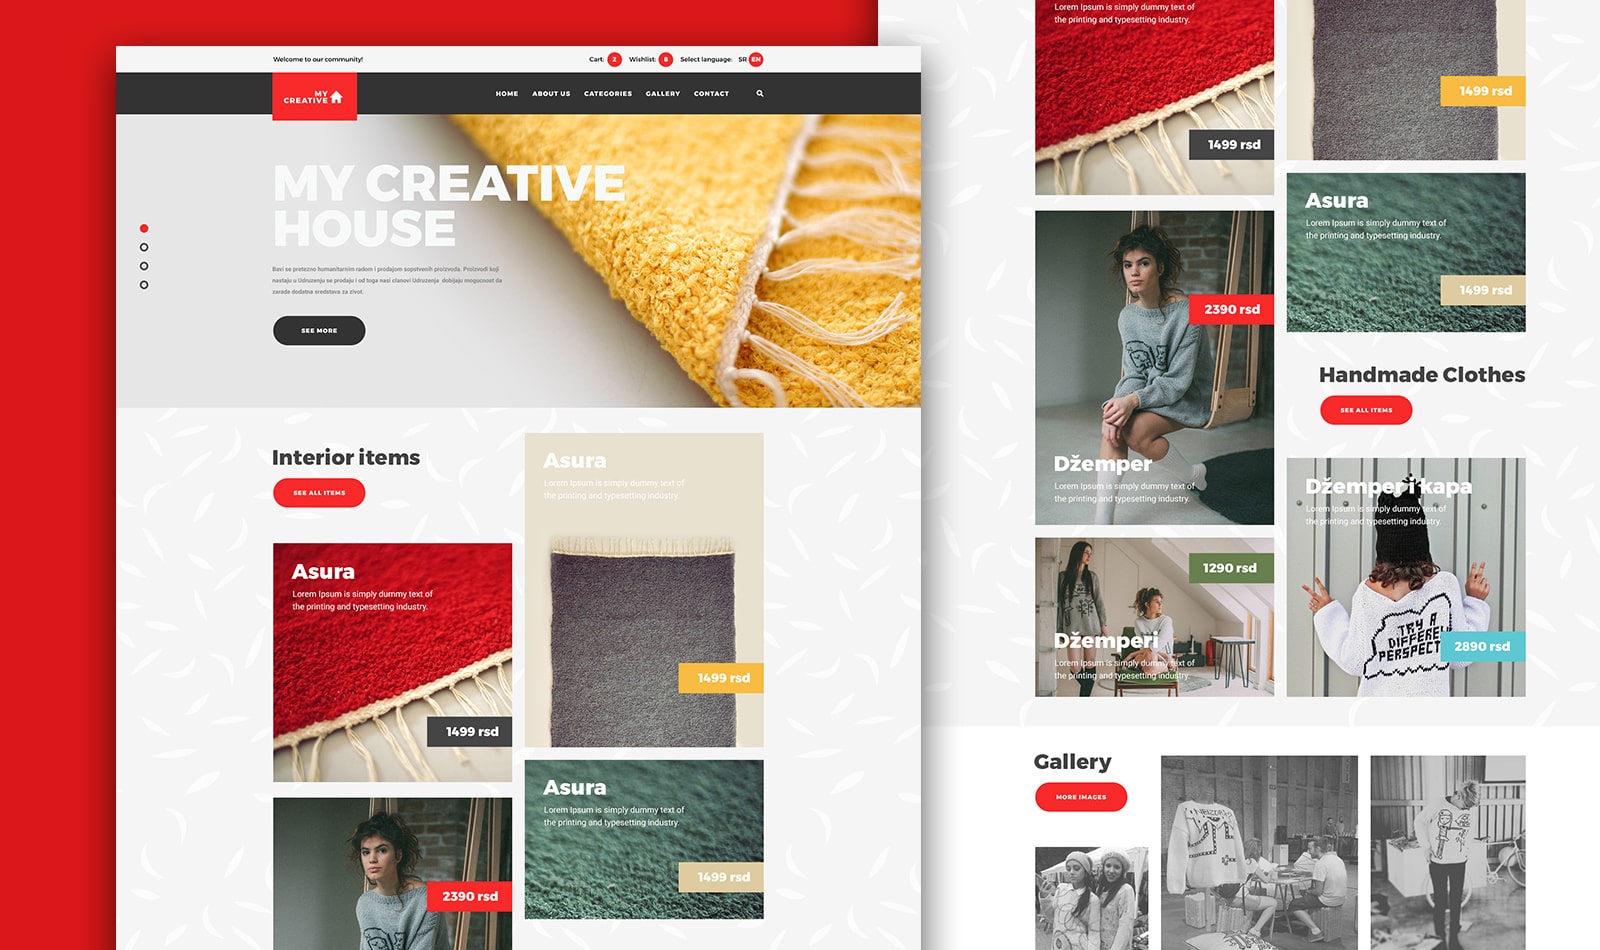 Welcome to our community!
Cart: 2 Wishlist: 8 Select language: SR EN
MY
CREATIVE
HOME ABOUT US CATEGORIES GALLERY CONTACT
MY CREATIVE
HOUSE
Bavi se pretezno humanitarnim radom i prodajom sopstvenih proizvoda. Proizvodi koji
nastaju u Udruzenju se prodaju i od toga nasi clanovi Udruzenja dobijaju mogucnost da
zarade dodatna sredstava za zivot.
SEE MORE
Interior items
SEE ALL ITEMS
Asura
Lorem Ipsum is simply dummy text of
the printing and typesetting industry.
1499 rsd
Asura
Lorem Ipsum is simply dummy text of
the printing and typesetting industry.
1499 rsd
Asura
Lorem Ipsum is simply dummy text of
the printing and typesetting industry.
1499 rsd
2390 rsd
Lorem Ipsum is simply dummy text of
the printing and typesetting industry.
1499 rsd
1499 rsd
Asura
Lorem Ipsum is simply dummy text of
the printing and typesetting industry.
1499 rsd
2390 rsd
Džemper
Lorem Ipsum is simply dummy text of
the printing and typesetting industry.
Handmade Clothes
SEE ALL ITEMS
1290 rsd
Džemperi
Lorem Ipsum is simply dummy text of
the printing and typesetting industry.
Džemper i kapa
Lorem Ipsum is simply dummy text of
the printing and typesetting industry.
TRY A
DIFFEREN
PERSPECT
2890 rsd
Gallery
MORE IMAGES